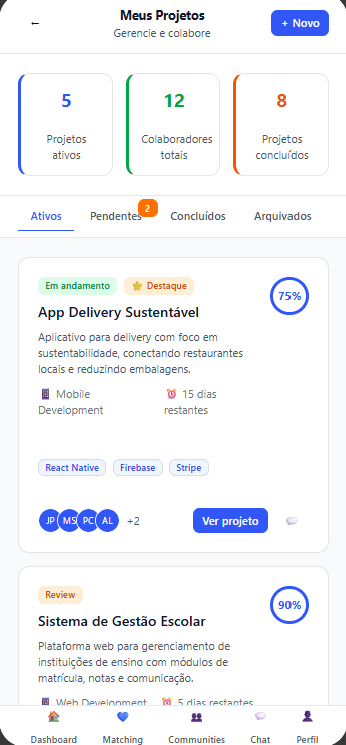 ←
Meus Projetos
Gerencie e colabore
+ Novo
5
Projetos
ativos
12
Colaboradores
totais
8
Projetos
concluídos
Ativos
Pendentes
2
Concluídos
Arquivados
Em andamento
⭐ Destaque
75%
App Delivery Sustentável
Aplicativo para delivery com foco em
sustentabilidade, conectando restaurantes
locais e reduzindo embalagens.
📱 Mobile
Development
⏰ 15 dias
restantes
React Native
Firebase
Stripe
JP
MS
PC
AL
+2
Ver projeto
Review
90%
Sistema de Gestão Escolar
Plataforma web para gerenciamento de
instituições de ensino com módulos de
matrícula, notas e comunicação.
📱 Web Development
⏰ 5 dias restantes
Dashboard
Matching
Communities
Chat
Perfil